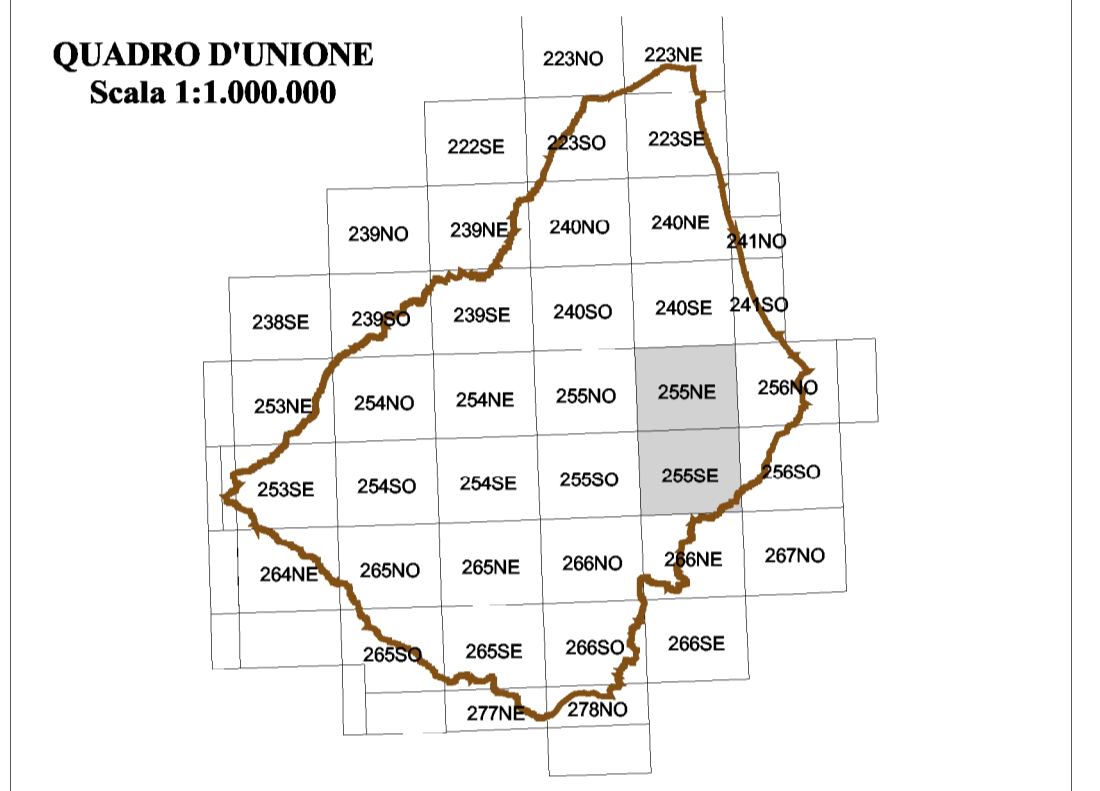 QUADRO D'UNIONE
Scala 1:1.000.000
223NO 223NE
222SE 223SO 223SE
239NO 239NE 240NO 240NE 241NO
238SE 239SO 239SE 240SO 240SE 241SO
253NE 254NO 254NE 255NO 255NE 256NO
253SE 254SO 254SE 255SO 255SE 256SO
264NE 265NO 265NE 266NO 266NE 267NO
265SO 265SE 266SO 266SE
277NE 278NO